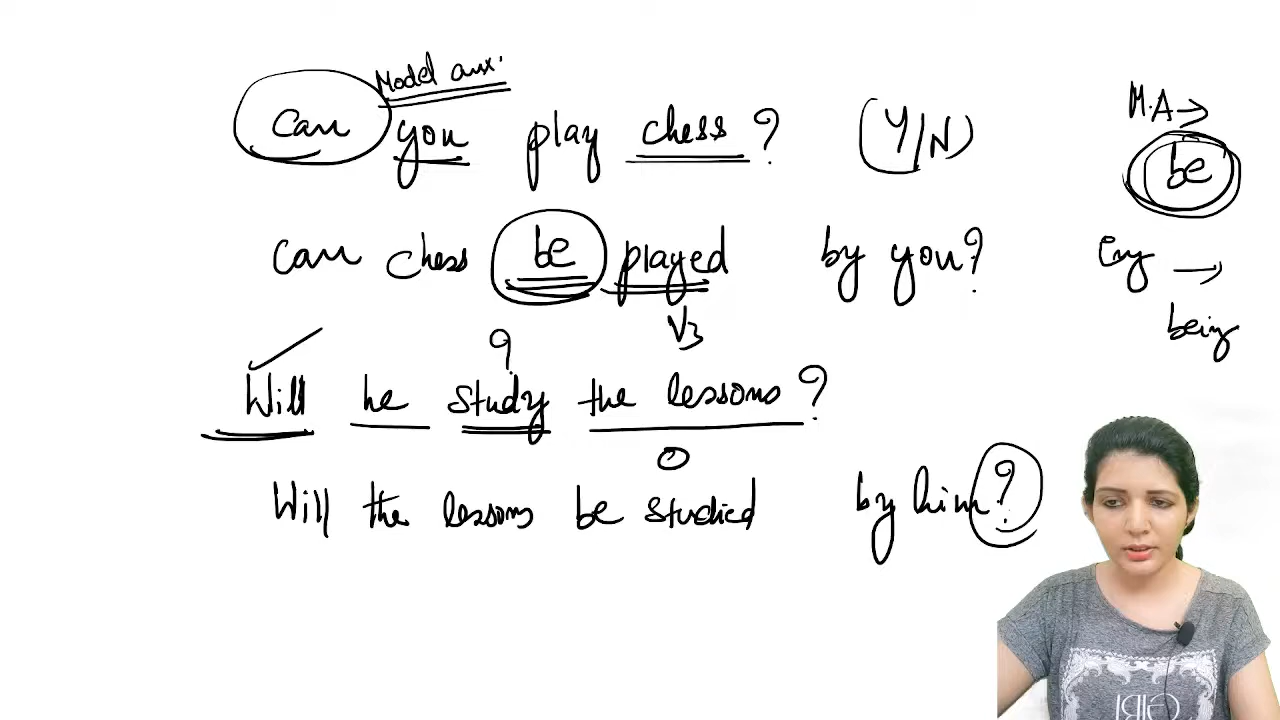 Model aux.
Can you play chess? (Y/N)
M.A →
be
Can chess be played by you?
V3
→
being
?
Will he study the lessons?
O
Will the lessons be studied by him?